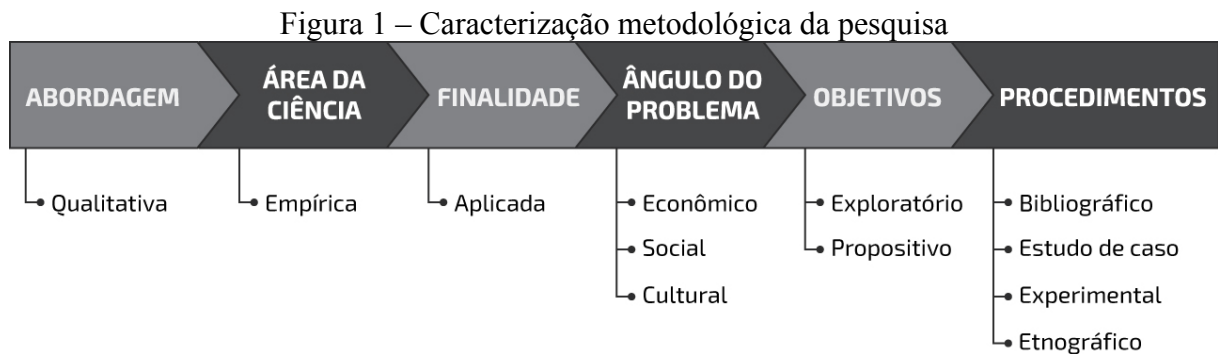 Figura 1 – Caracterização metodológica da pesquisa
ABORDAGEM
Qualitativa
ÁREA DA
CIÊNCIA
Empírica
FINALIDADE
Aplicada
ÂNGULO DO
PROBLEMA
Econômico
Social
Cultural
OBJETIVOS
Exploratório
Propositivo
PROCEDIMENTOS
Bibliográfico
Estudo de caso
Experimental
Etnográfico